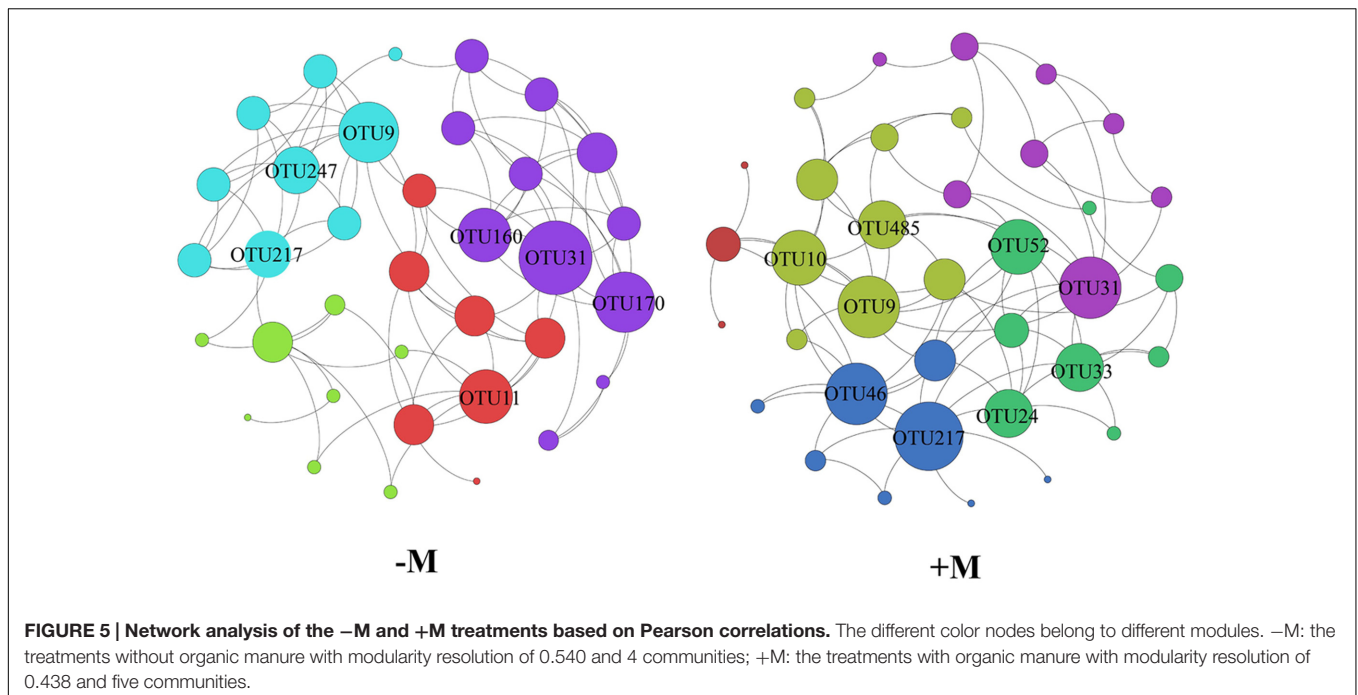 OTU9
OTU247
OTU217
OTU160
OTU31
OTU170
OTU11
-M
OTU485
OTU52
OTU10
OTU31
OTU9
OTU33
OTU46
OTU24
OTU217
+M
FIGURE 5 | Network analysis of the −M and +M treatments based on Pearson correlations. The different color nodes belong to different modules. −M: the
treatments without organic manure with modularity resolution of 0.540 and 4 communities; +M: the treatments with organic manure with modularity resolution of
0.438 and five communities.